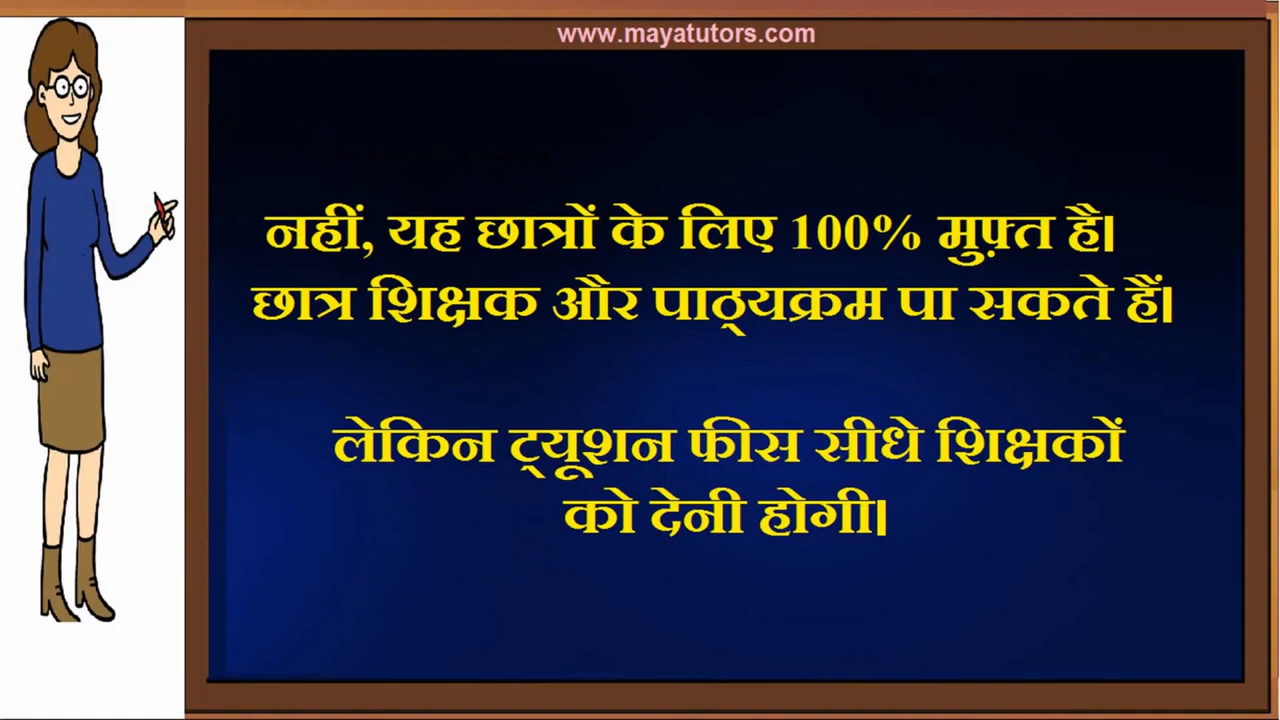 www.mayatutors.com
नहीं, यह छात्रों के लिए 100% मुफ़्त है।
छात्र शिक्षक और पाठ्यक्रम पा सकते हैं।
लेकिन ट्यूशन फीस सीधे शिक्षकों
को देनी होगी।